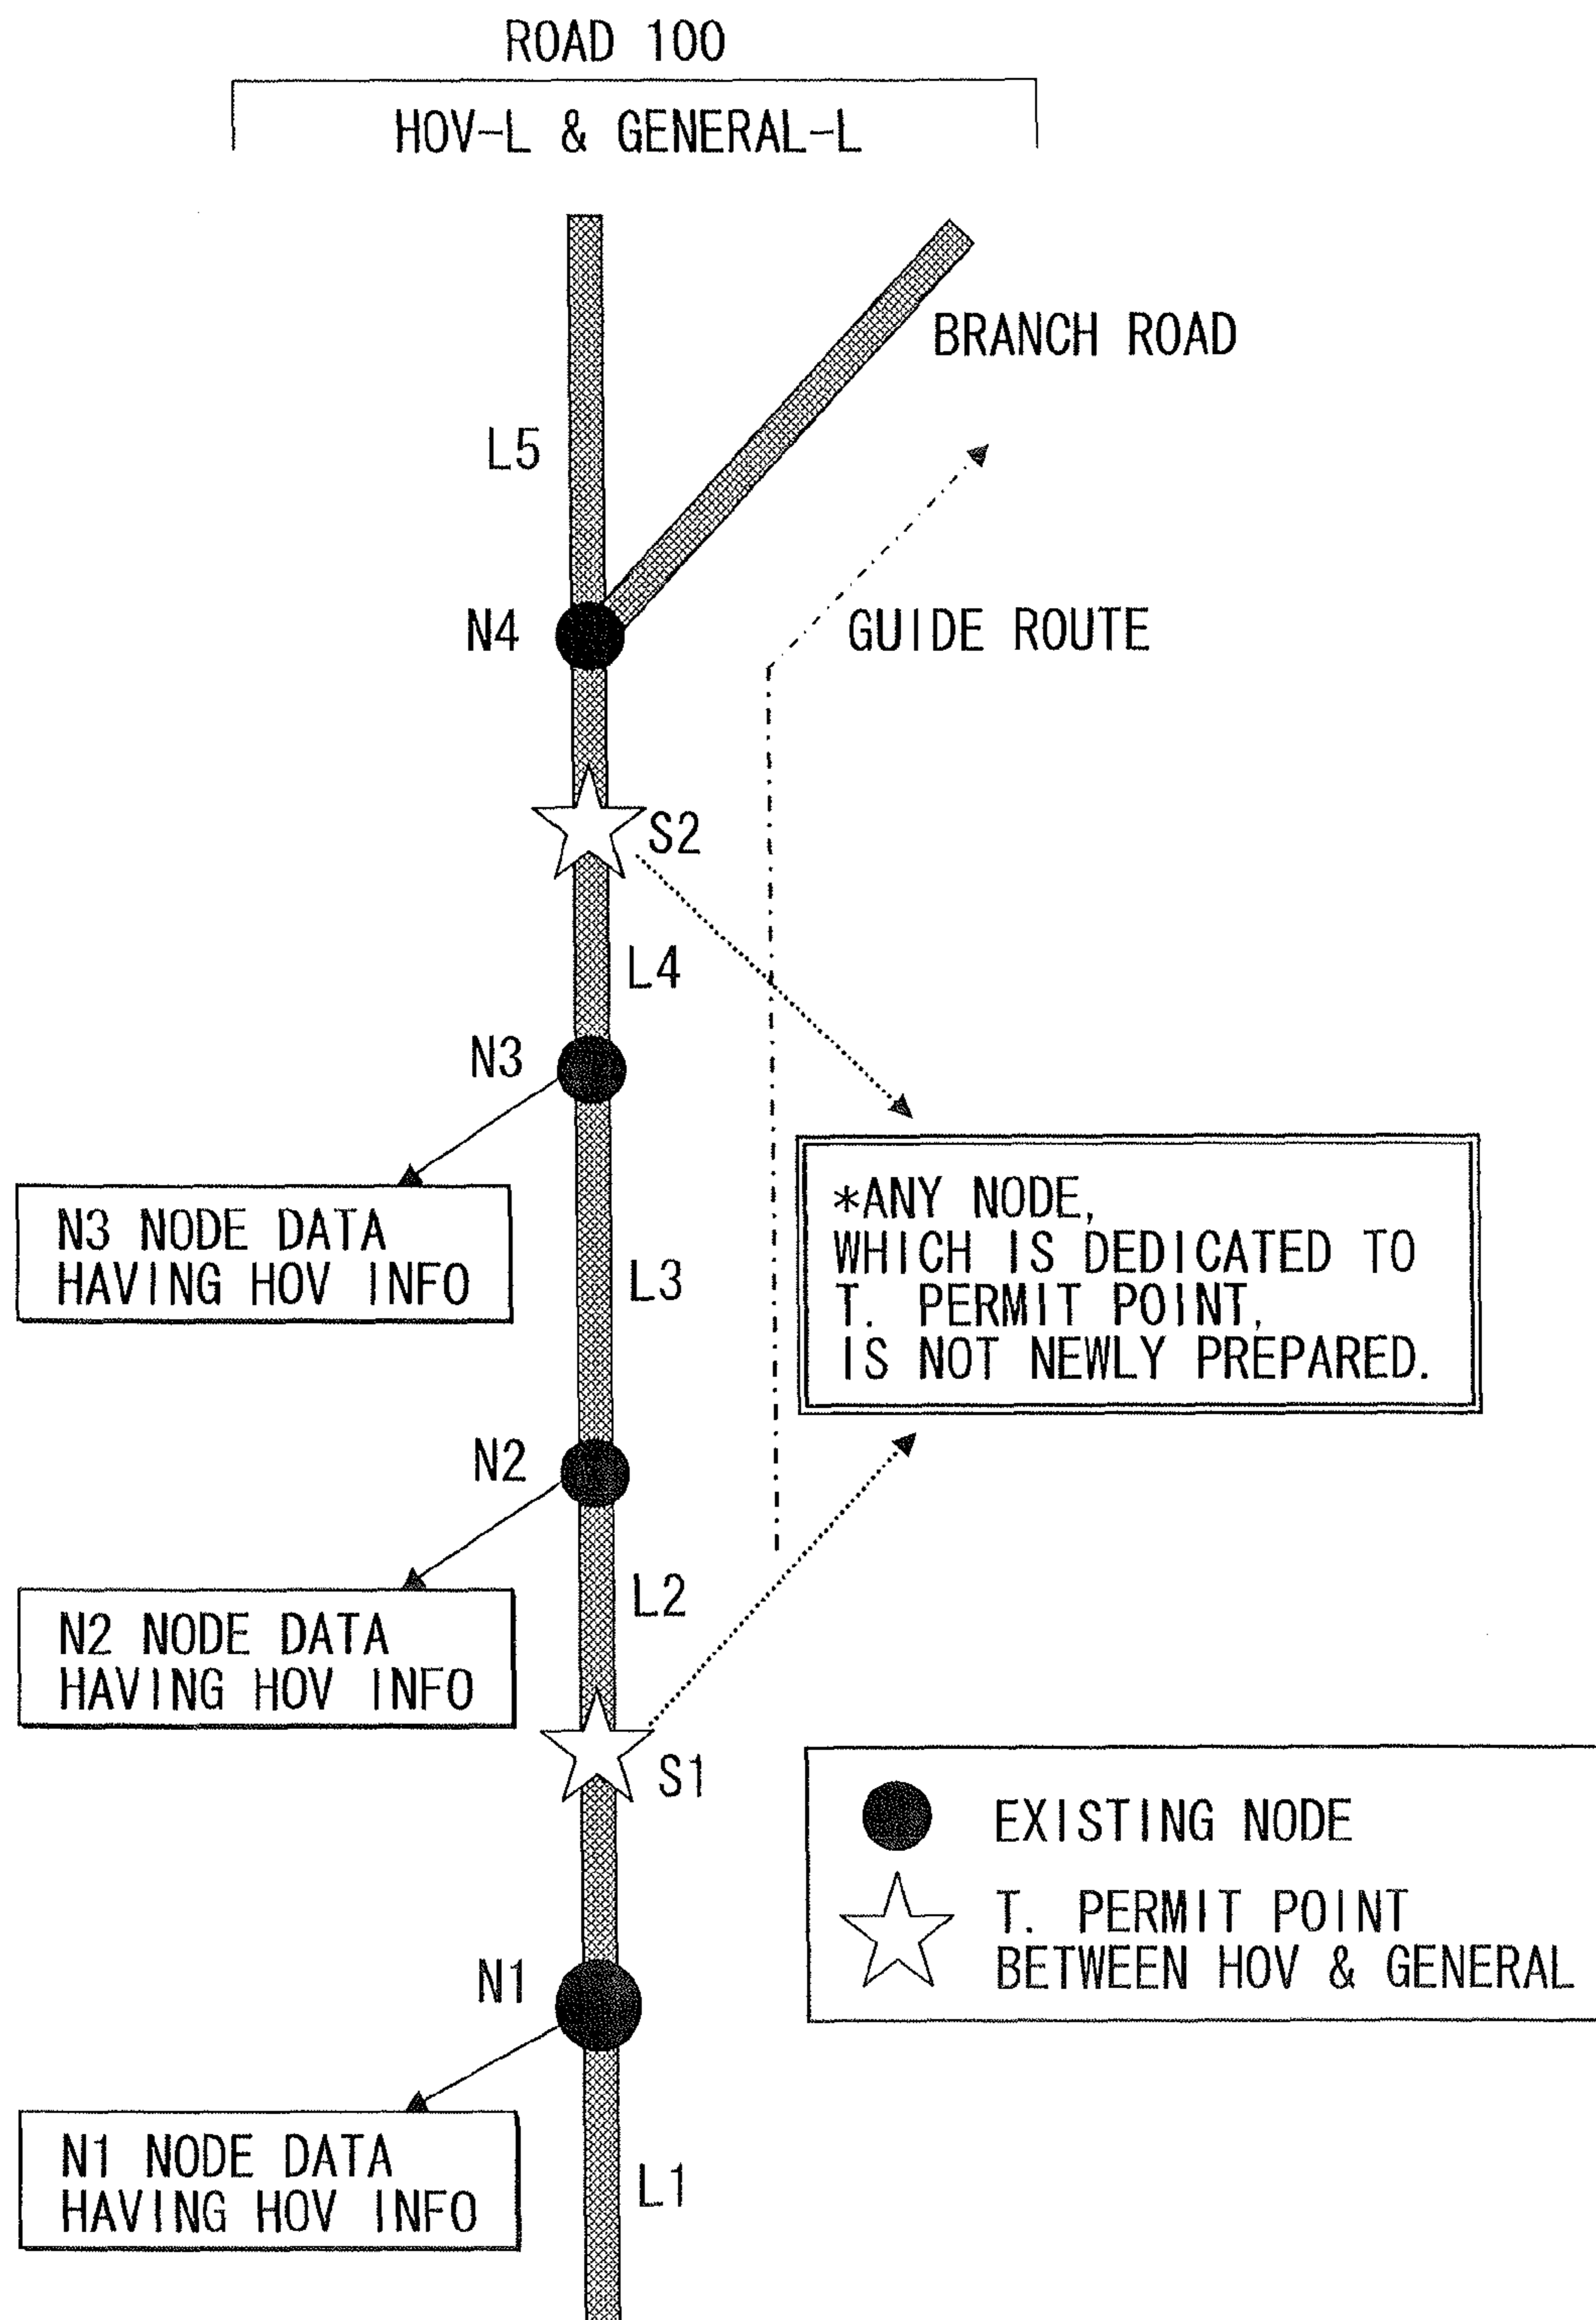 ROAD 100
HOV-L & GENERAL-L
BRANCH ROAD
L5
N4
GUIDE ROUTE
S2
L4
N3
N3 NODE DATA
HAVING HOV INFO
*ANY NODE,
WHICH IS DEDICATED TO
T. PERMIT POINT,
IS NOT NEWLY PREPARED.
L3
N2
L2
N2 NODE DATA
HAVING HOV INFO
S1
EXISTING NODE
T. PERMIT POINT
BETWEEN HOV & GENERAL
N1
N1 NODE DATA
HAVING HOV INFO
L1